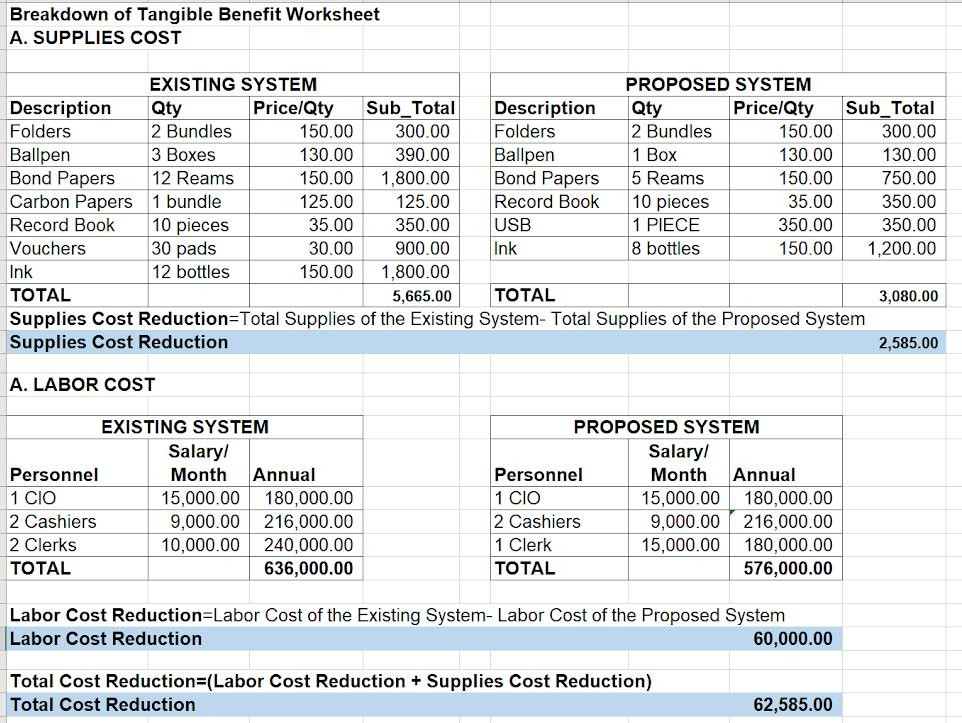 Breakdown of Tangible Benefit Worksheet
A. SUPPLIES COST
EXISTING SYSTEM PROPOSED SYSTEM
Description Qty Price/Qty Sub_Total Description Qty Price/Qty Sub_Total
Folders 2 Bundles 150.00 300.00 Folders 2 Bundles 150.00 300.00
Ballpen 3 Boxes 130.00 390.00 Ballpen 1 Box 130.00 130.00
Bond Papers 12 Reams 150.00 1,800.00 Bond Papers 5 Reams 150.00 750.00
Carbon Papers 1 bundle 125.00 125.00 Record Book 10 pieces 35.00 350.00
Record Book 10 pieces 35.00 350.00 USB 1 PIECE 350.00 350.00
Vouchers 30 pads 30.00 900.00 Ink 8 bottles 150.00 1,200.00
Ink 12 bottles 150.00 1,800.00
TOTAL 5,665.00 TOTAL 3,080.00
Supplies Cost Reduction=Total Supplies of the Existing System- Total Supplies of the Proposed System
Supplies Cost Reduction 2,585.00
A. LABOR COST
EXISTING SYSTEM PROPOSED SYSTEM
Salary/ Salary/
Personnel Month Annual Personnel Month Annual
1 CIO 15,000.00 180,000.00 1 CIO 15,000.00 180,000.00
2 Cashiers 9,000.00 216,000.00 2 Cashiers 9,000.00 216,000.00
2 Clerks 10,000.00 240,000.00 1 Clerk 15,000.00 180,000.00
TOTAL 636,000.00 TOTAL 576,000.00
Labor Cost Reduction=Labor Cost of the Existing System- Labor Cost of the Proposed System
Labor Cost Reduction 60,000.00
Total Cost Reduction=(Labor Cost Reduction + Supplies Cost Reduction)
Total Cost Reduction 62,585.00